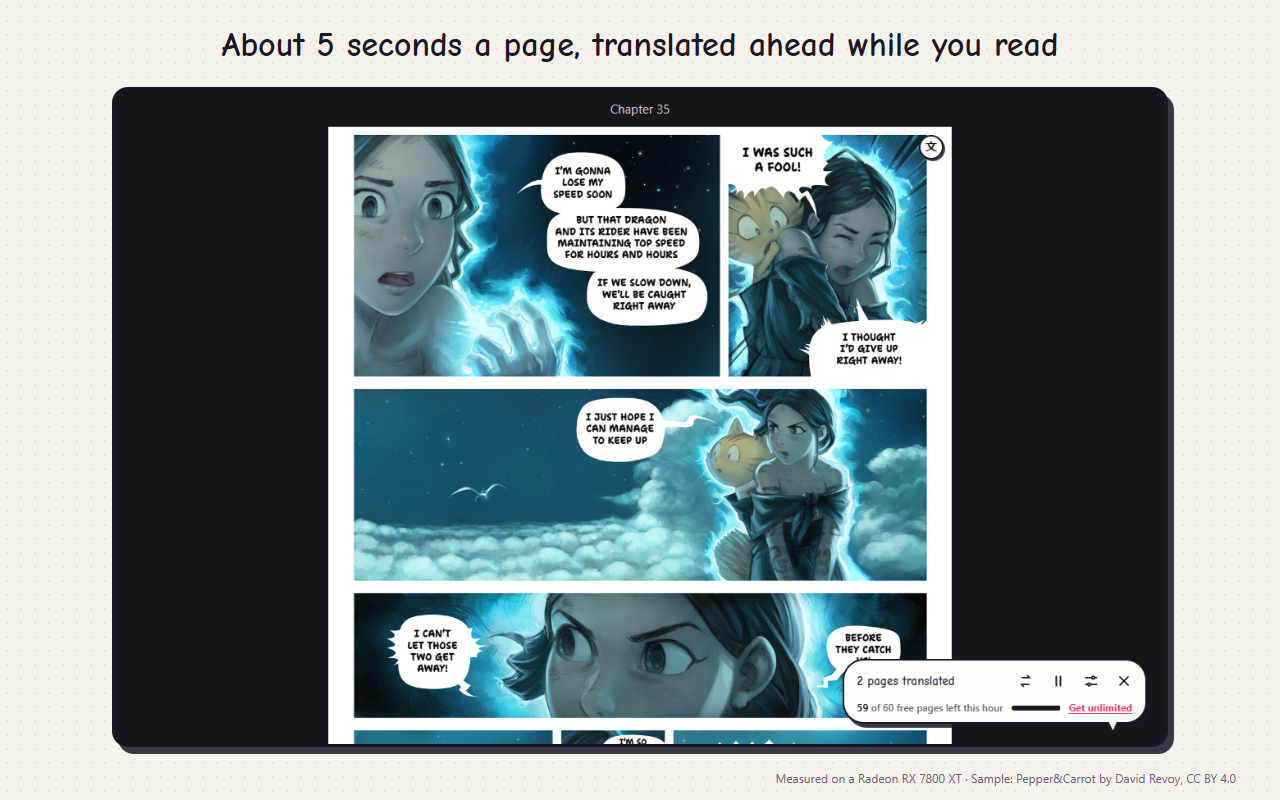 About 5 seconds a page, translated ahead while you read
Chapter 35
I'M GONNA
LOSE MY
SPEED SOON
BUT THAT DRAGON
AND ITS RIDER HAVE BEEN
MAINTAINING TOP SPEED
FOR HOURS AND HOURS
IF WE SLOW DOWN,
WE'LL BE CAUGHT
RIGHT AWAY
I WAS SUCH
A FOOL!
文
I THOUGHT
I'D GIVE UP
RIGHT AWAY!
I JUST HOPE I
CAN MANAGE
TO KEEP UP
I CAN'T
LET THOSE
TWO GET
AWAY!
BEFORE
THEY CATCH
I'M SO
2 pages translated
59 of 60 free pages left this hour
Get unlimited
Measured on a Radeon RX 7800 XT · Sample: Pepper&Carrot by David Revoy, CC BY 4.0